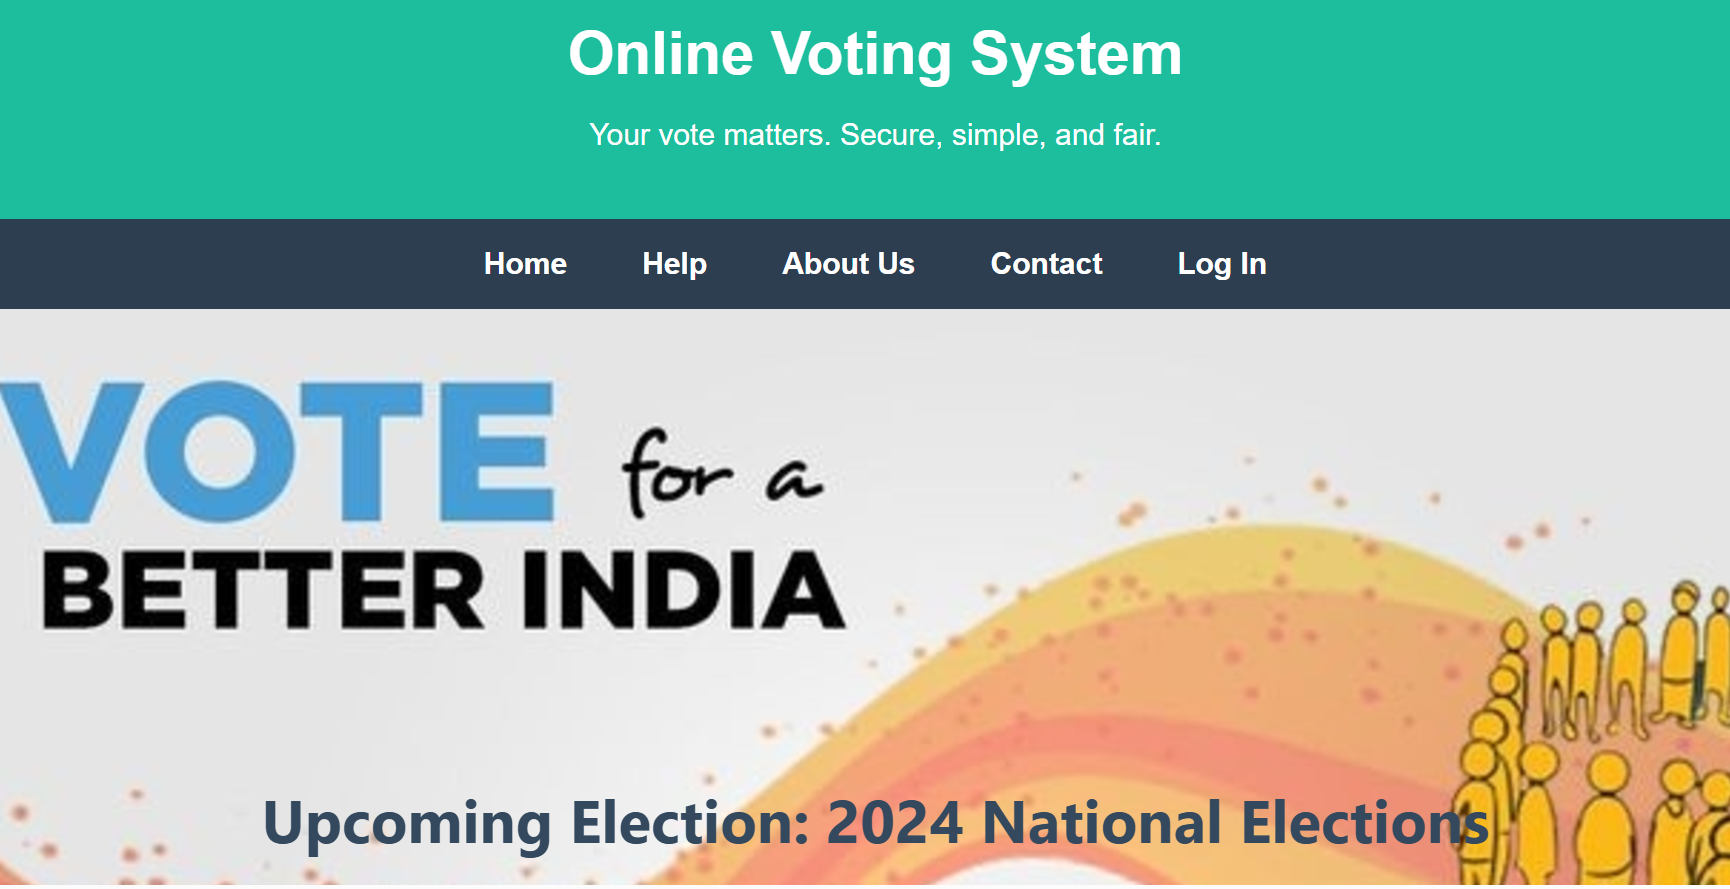 Online Voting System
Your vote matters. Secure, simple, and fair.
Home Help About Us Contact Log In
VOTE for a
BETTER INDIA
Upcoming Election: 2024 National Elections